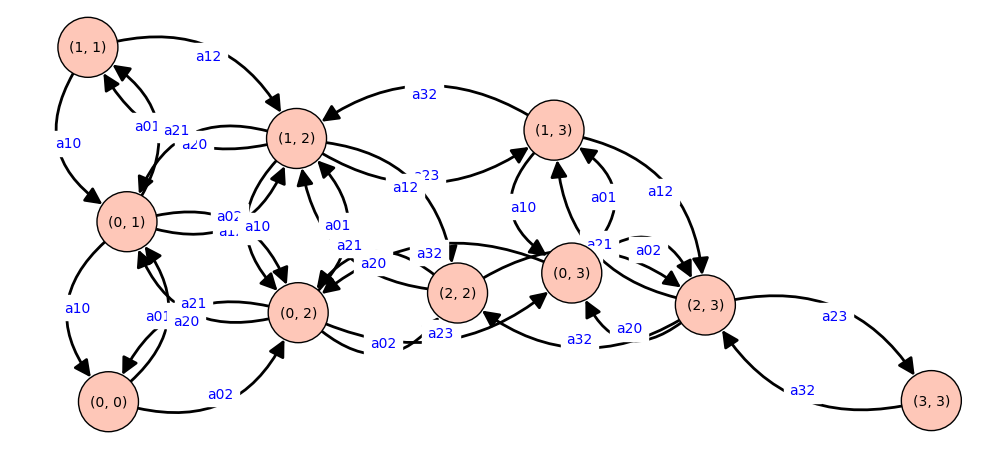 (1, 1)
a12
a32
(1, 3)
a01
a21
a20
(1, 2)
a10
a23
a12
a12
a10
a01
(0, 1)
a02
a10
a01
a21
a20
a32
a21
a02
(0, 3)
(2, 2)
(2, 3)
a10
a21
a20
a01
(0, 2)
a02
a23
a32
a20
a23
(0, 0)
a02
a32
(3, 3)